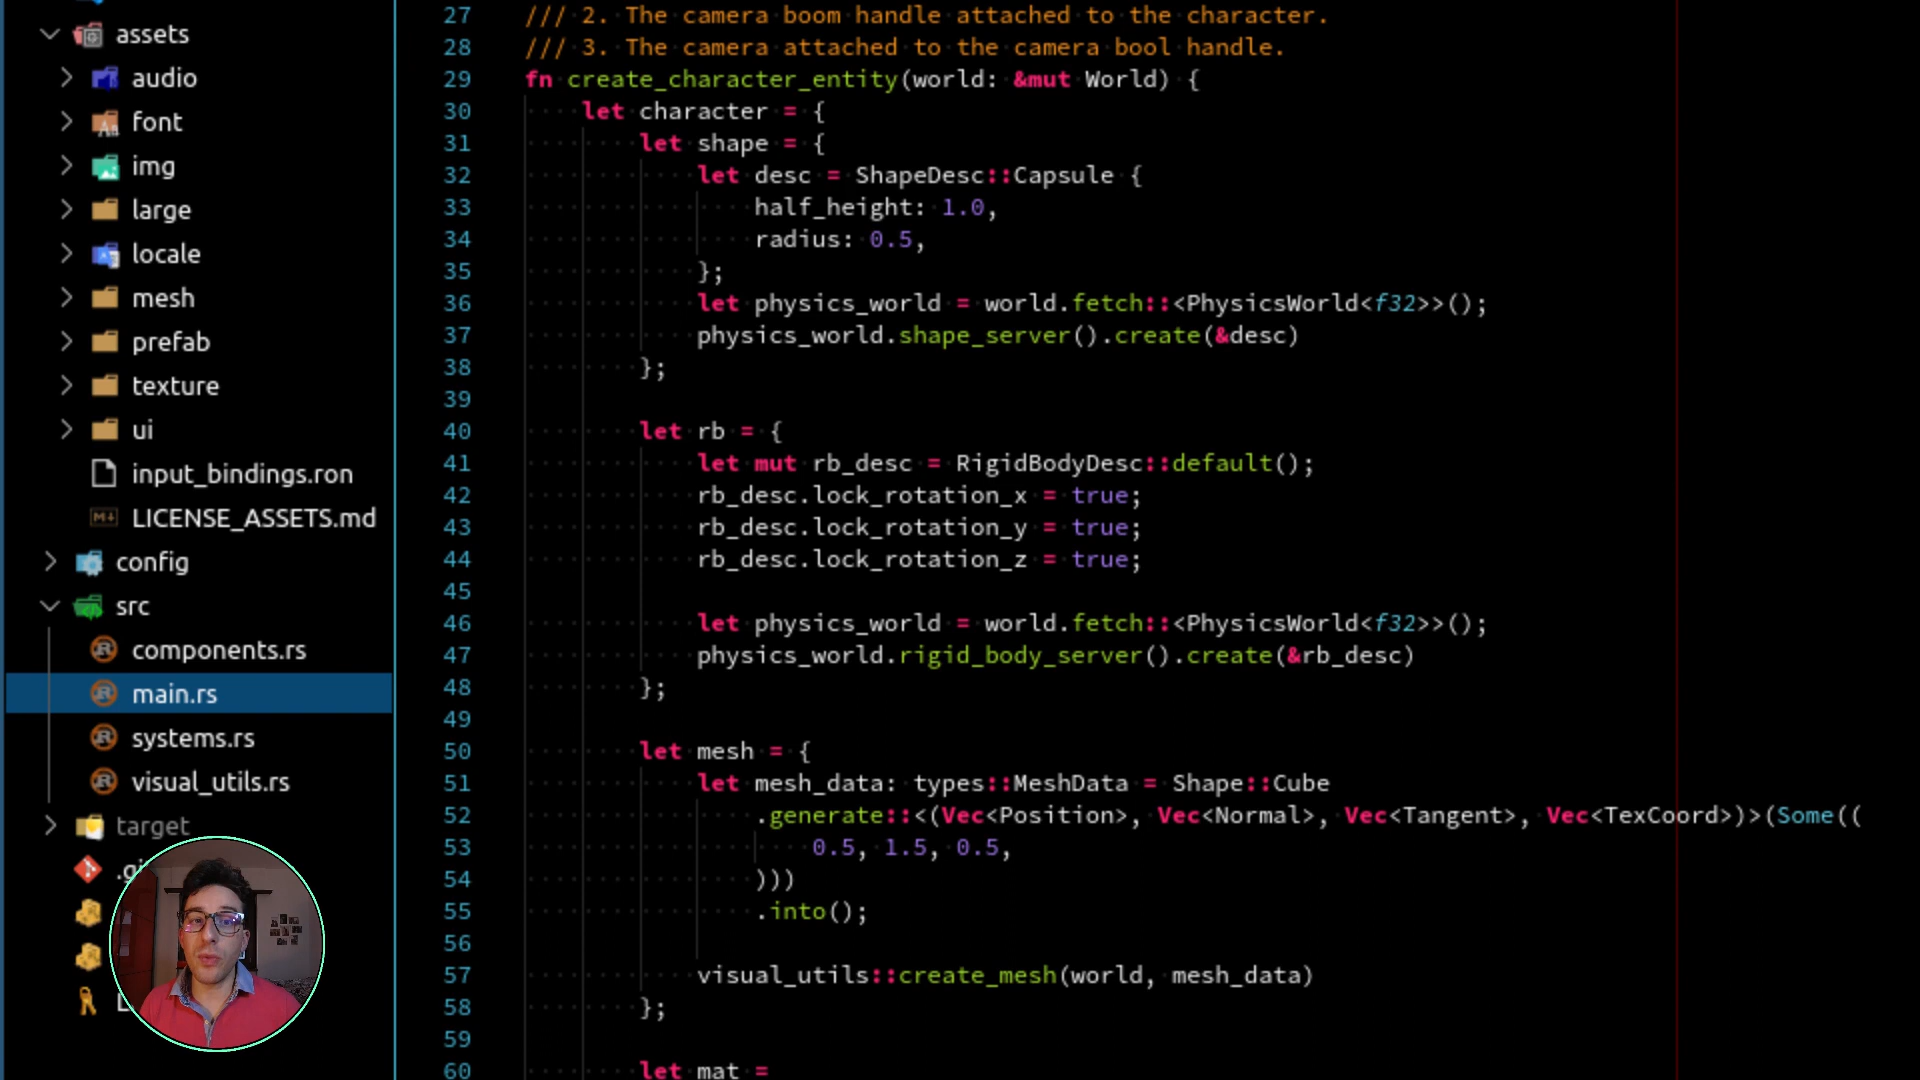 assets
audio
font
img
large
locale
mesh
prefab
texture
ui
input_bindings.ron
LICENSE_ASSETS.md
config
src
components.rs
main.rs
systems.rs
visual_utils.rs
target
27 /// 2. The camera boom handle attached to the character.
28 /// 3. The camera attached to the camera bool handle.
29 fn create_character_entity(world: &mut World) {
30 let character = {
31 let shape = {
32 let desc = ShapeDesc::Capsule {
33 half_height: 1.0,
34 radius: 0.5,
35 };
36 let physics_world = world.fetch::<PhysicsWorld<f32>>();
37 physics_world.shape_server().create(&desc)
38 };
39
40 let rb = {
41 let mut rb_desc = RigidBodyDesc::default();
42 rb_desc.lock_rotation_x = true;
43 rb_desc.lock_rotation_y = true;
44 rb_desc.lock_rotation_z = true;
45
46 let physics_world = world.fetch::<PhysicsWorld<f32>>();
47 physics_world.rigid_body_server().create(&rb_desc)
48 };
49
50 let mesh = {
51 let mesh_data: types::MeshData = Shape::Cube
52 .generate::<(Vec<Position>, Vec<Normal>, Vec<Tangent>, Vec<TexCoord>)>(Some((
53 0.5, 1.5, 0.5,
54 )))
55 .into();
56
57 visual_utils::create_mesh(world, mesh_data)
58 };
59
60 let mat =